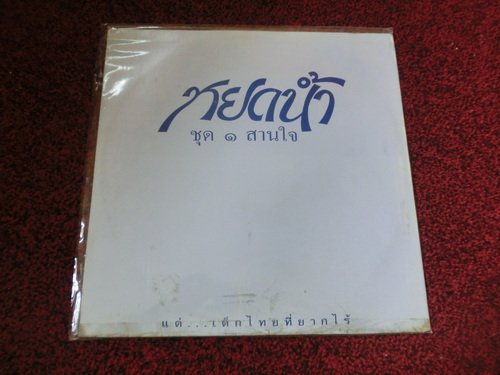 หยดน้ำ
ชุด ๑ สานใจ
แด่...เด็กไทยที่ยากไร้